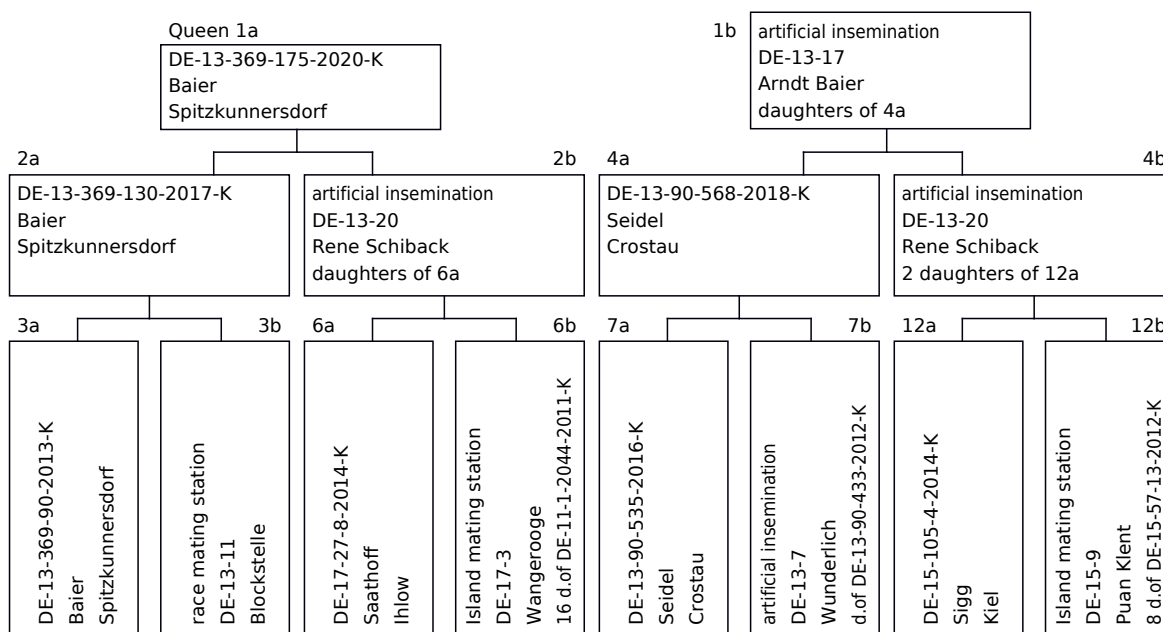 Queen 1a
DE-13-369-175-2020-K
Baier
Spitzkunnersdorf
1b
artificial insemination
DE-13-17
Arndt Baier
daughters of 4a
2a
DE-13-369-130-2017-K
Baier
Spitzkunnersdorf
2b
artificial insemination
DE-13-20
Rene Schiback
daughters of 6a
4a
DE-13-90-568-2018-K
Seidel
Crostau
4b
artificial insemination
DE-13-20
Rene Schiback
2 daughters of 12a
3a
DE-13-369-90-2013-K
Baier
Spitzkunnersdorf
3b
race mating station
DE-13-11
Blockstelle
6a
DE-17-27-8-2014-K
Saathoff
Ihlow
6b
Island mating station
DE-17-3
Wangerooge
16 d.of DE-11-1-2044-2011-K
7a
DE-13-90-535-2016-K
Seidel
Crostau
7b
artificial insemination
DE-13-7
Wunderlich
d.of DE-13-90-433-2012-K
12a
DE-15-105-4-2014-K
Sigg
Kiel
12b
Island mating station
DE-15-9
Puan Klent
8 d.of DE-15-57-13-2012-K